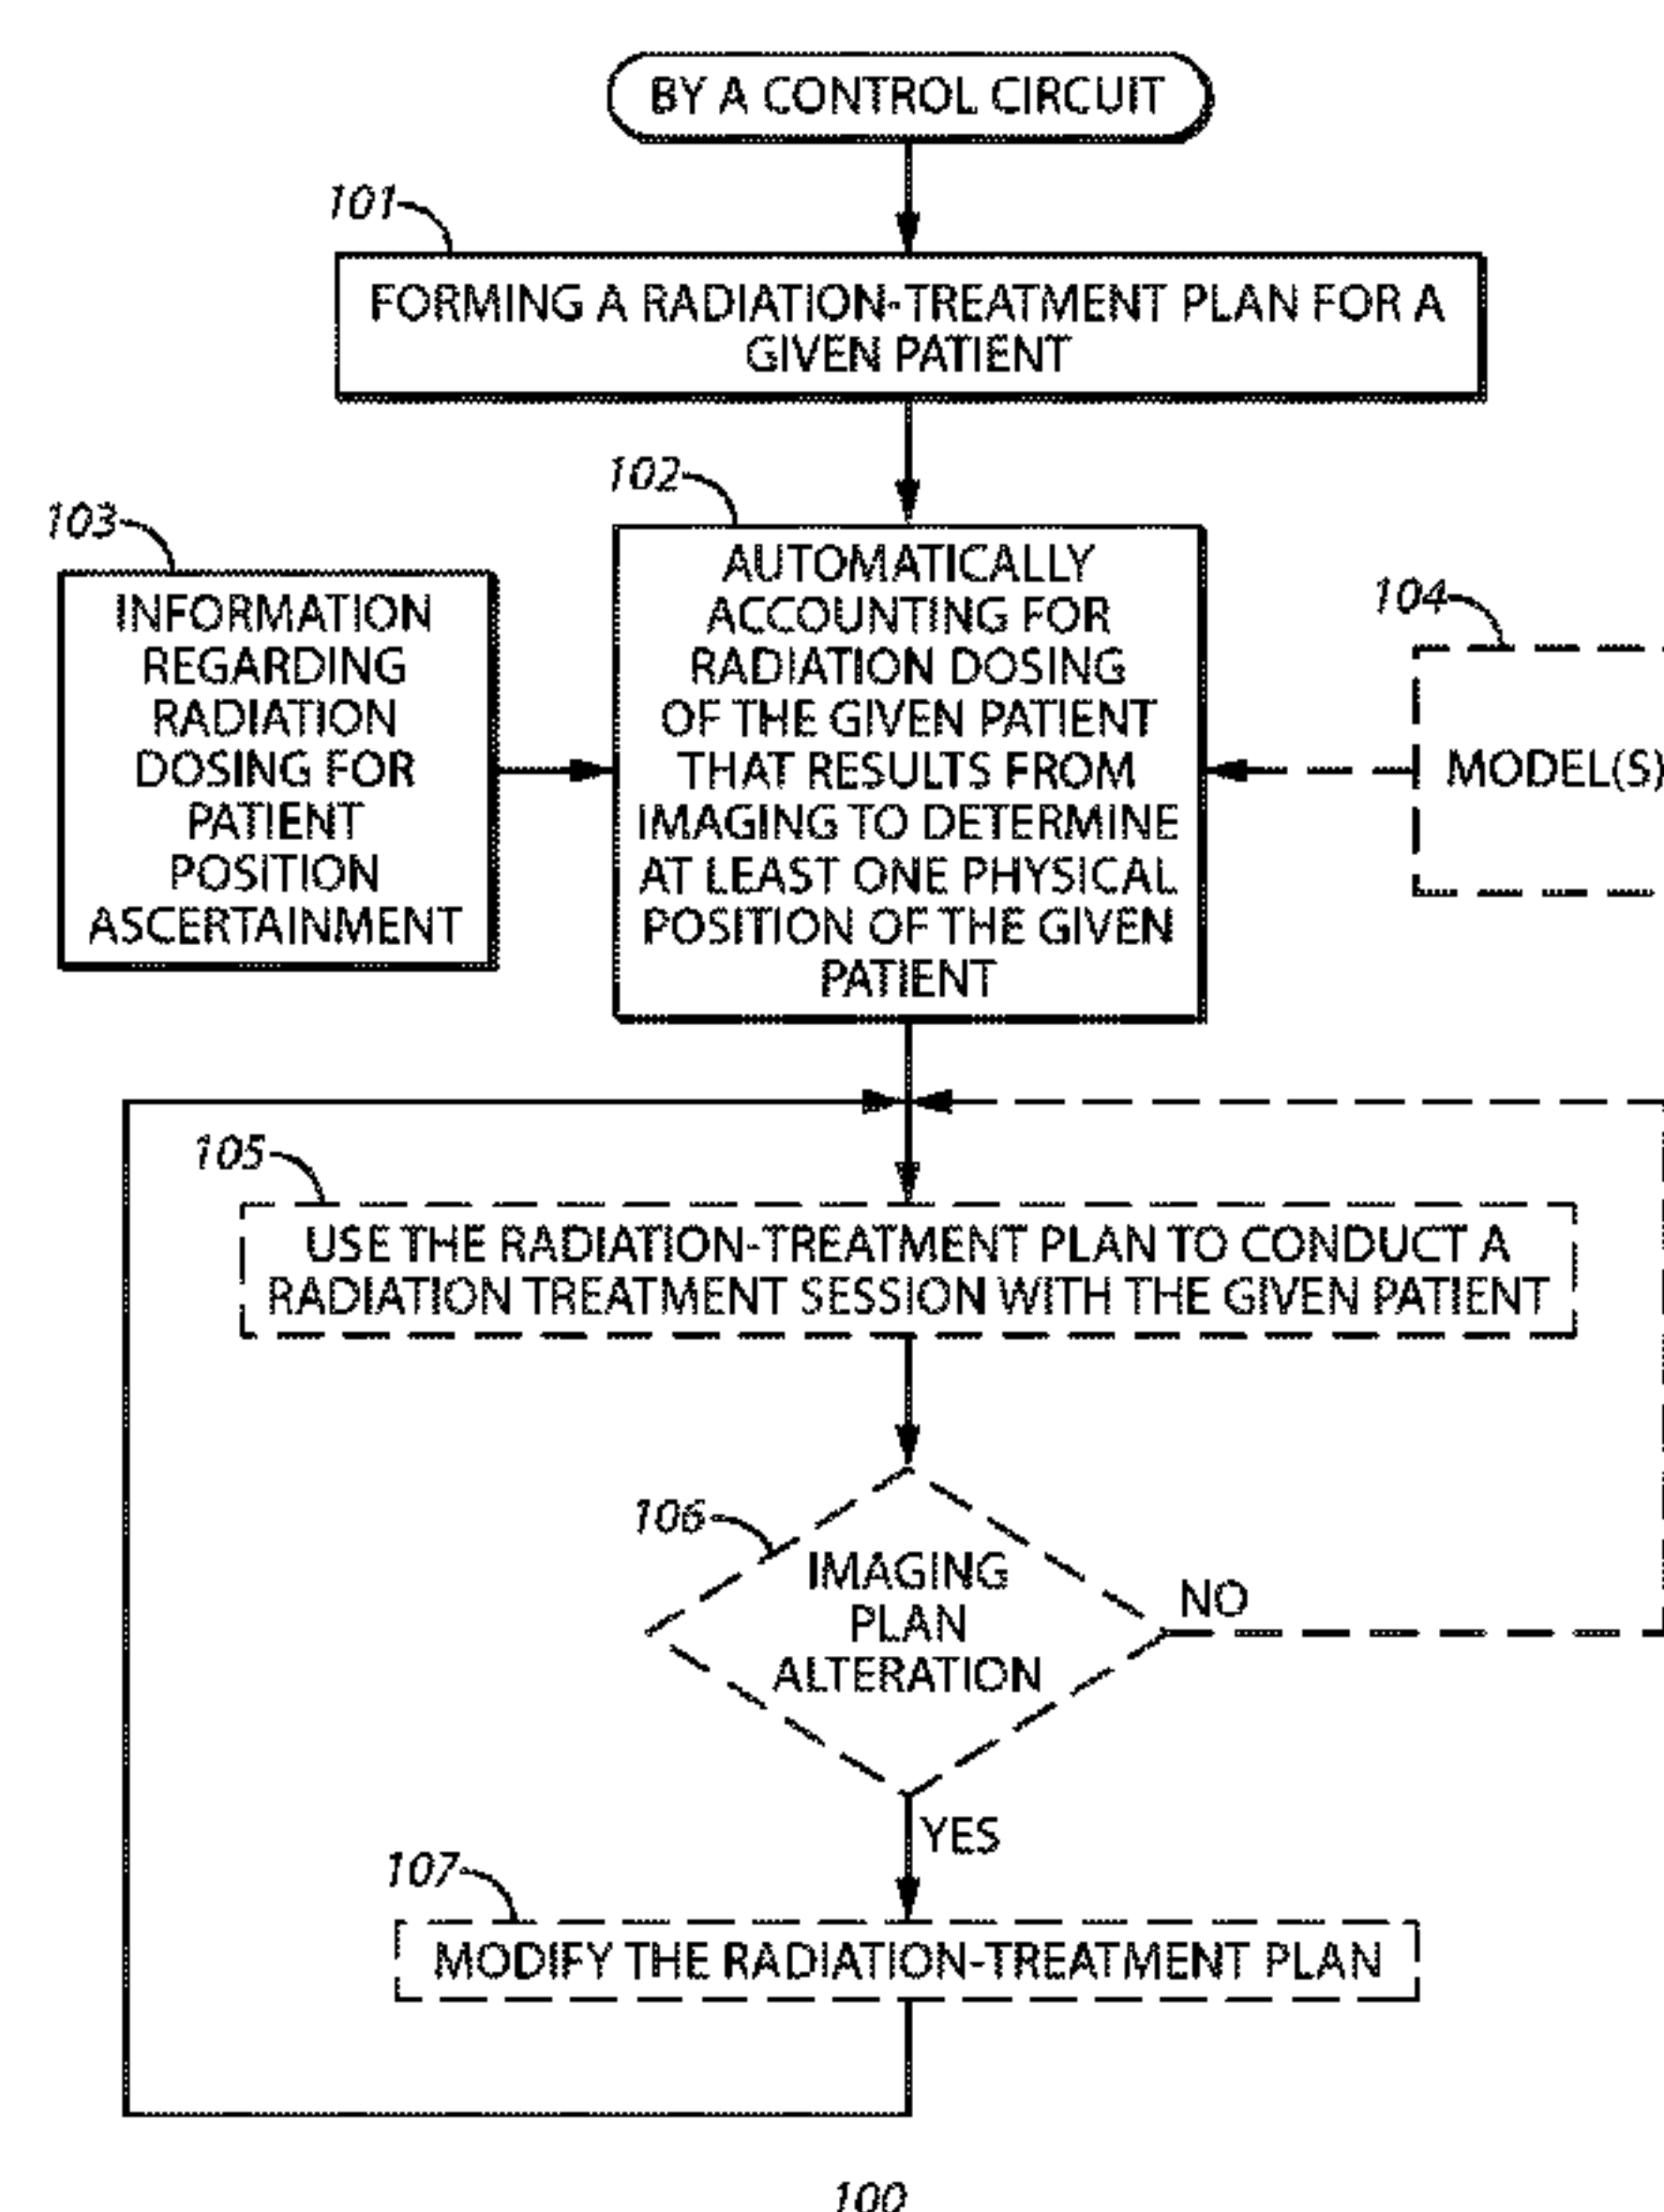 BY A CONTROL CIRCUIT
101
FORMING A RADIATION-TREATMENT PLAN FOR A
GIVEN PATIENT
102
103
AUTOMATICALLY
ACCOUNTING FOR
RADIATION DOSING
OF THE GIVEN PATIENT
THAT RESULTS FROM
IMAGING TO DETERMINE
AT LEAST ONE PHYSICAL
POSITION OF THE GIVEN
PATIENT
INFORMATION
REGARDING
RADIATION
DOSING FOR
PATIENT
POSITION
ASCERTAINMENT
104
MODEL(S)
105
USE THE RADIATION-TREATMENT PLAN TO CONDUCT A
RADIATION TREATMENT SESSION WITH THE GIVEN PATIENT
106
IMAGING
PLAN
ALTERATION
NO
YES
107
MODIFY THE RADIATION-TREATMENT PLAN
100